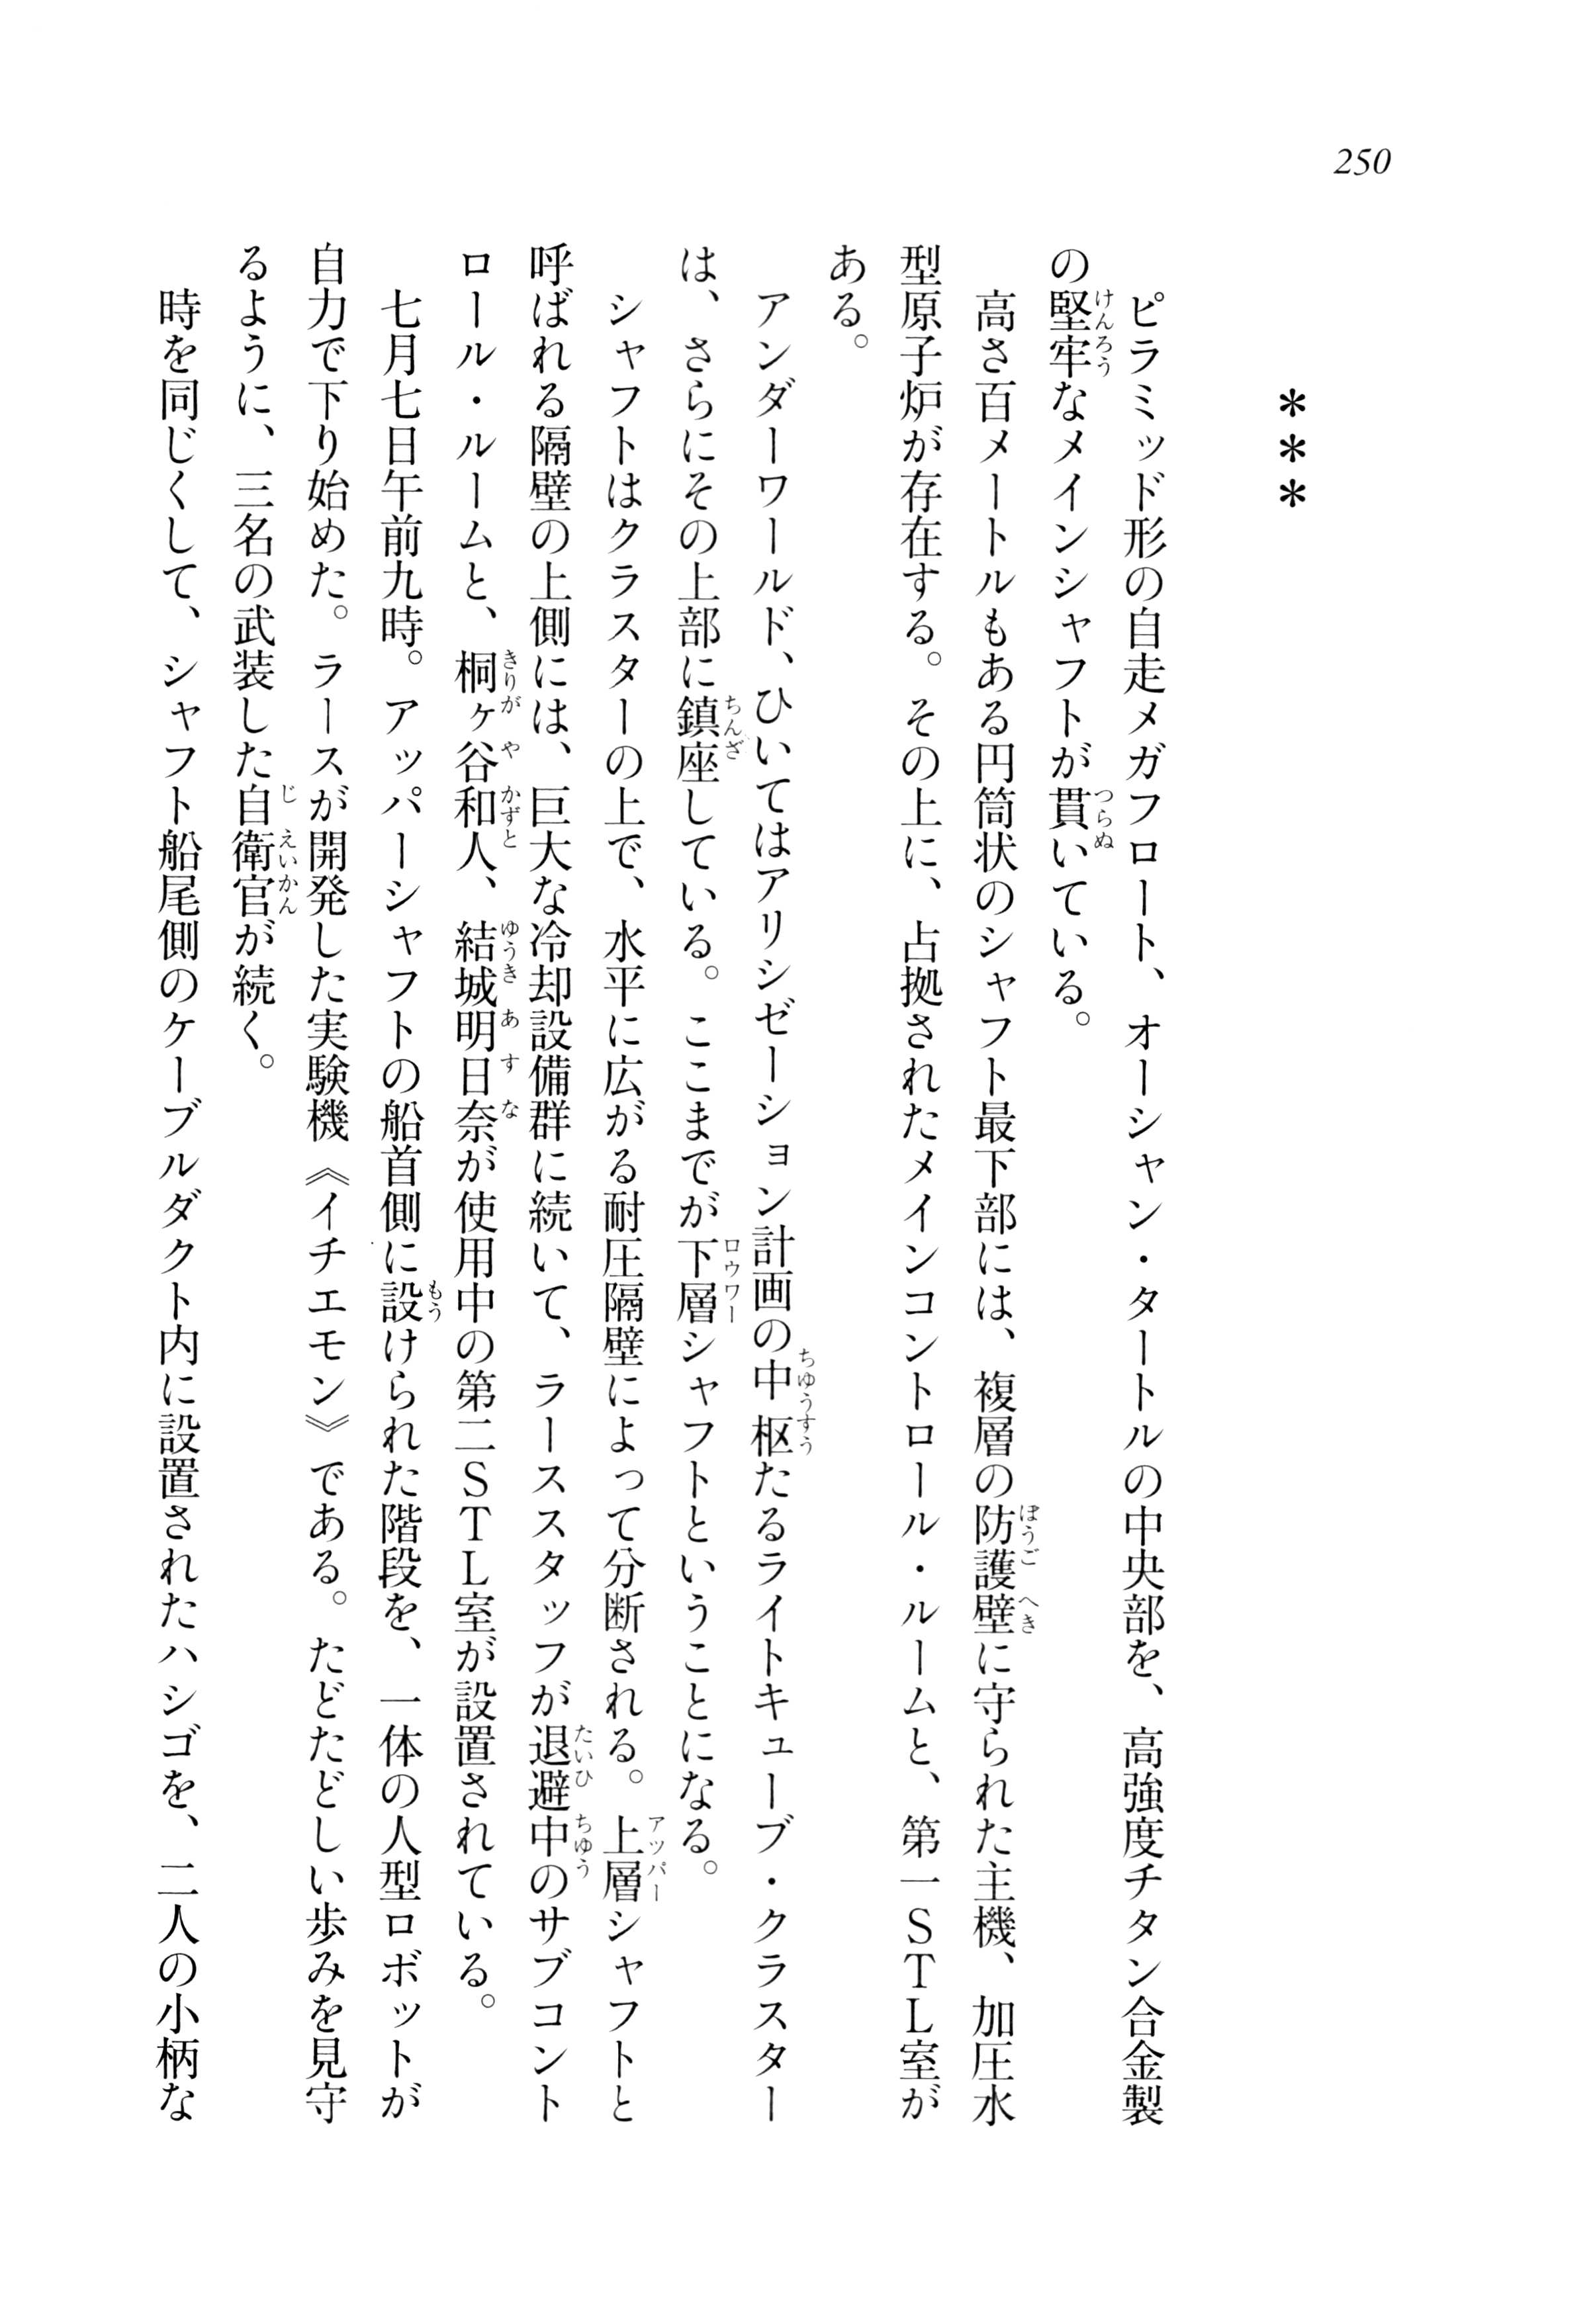 250
＊＊＊
　ピラミッド形の自走メガフロート、オーシャン・タートルの中央部を、高強度チタン合金製
の堅牢なメインシャフトが貫いている。
　高さ百メートルもある円筒状のシャフト最下部には、複層の防護壁に守られた主機、加圧水
型原子炉が存在する。その上に、占拠されたメインコントロール・ルームと、第一ＳＴＬ室が
ある。
　アンダーワールド、ひいてはアリシゼーション計画の中枢たるライトキューブ・クラスター
は、さらにその上部に鎮座している。ここまでが下層シャフトということになる。
　シャフトはクラスターの上で、水平に広がる耐圧隔壁によって分断される。上層シャフトと
呼ばれる隔壁の上側には、巨大な冷却設備群に続いて、ラーススタッフが退避中のサブコント
ロール・ルームと、桐ヶ谷和人、結城明日奈が使用中の第二ＳＴＬ室が設置されている。
　七月七日午前九時。アッパーシャフトの船首側に設けられた階段を、一体の人型ロボットが
自力で下り始めた。ラースが開発した実験機《イチエモン》である。たどたどしい歩みを見守
るように、三名の武装した自衛官が続く。
　時を同じくして、シャフト船尾側のケーブルダクト内に設置されたハシゴを、二人の小柄な